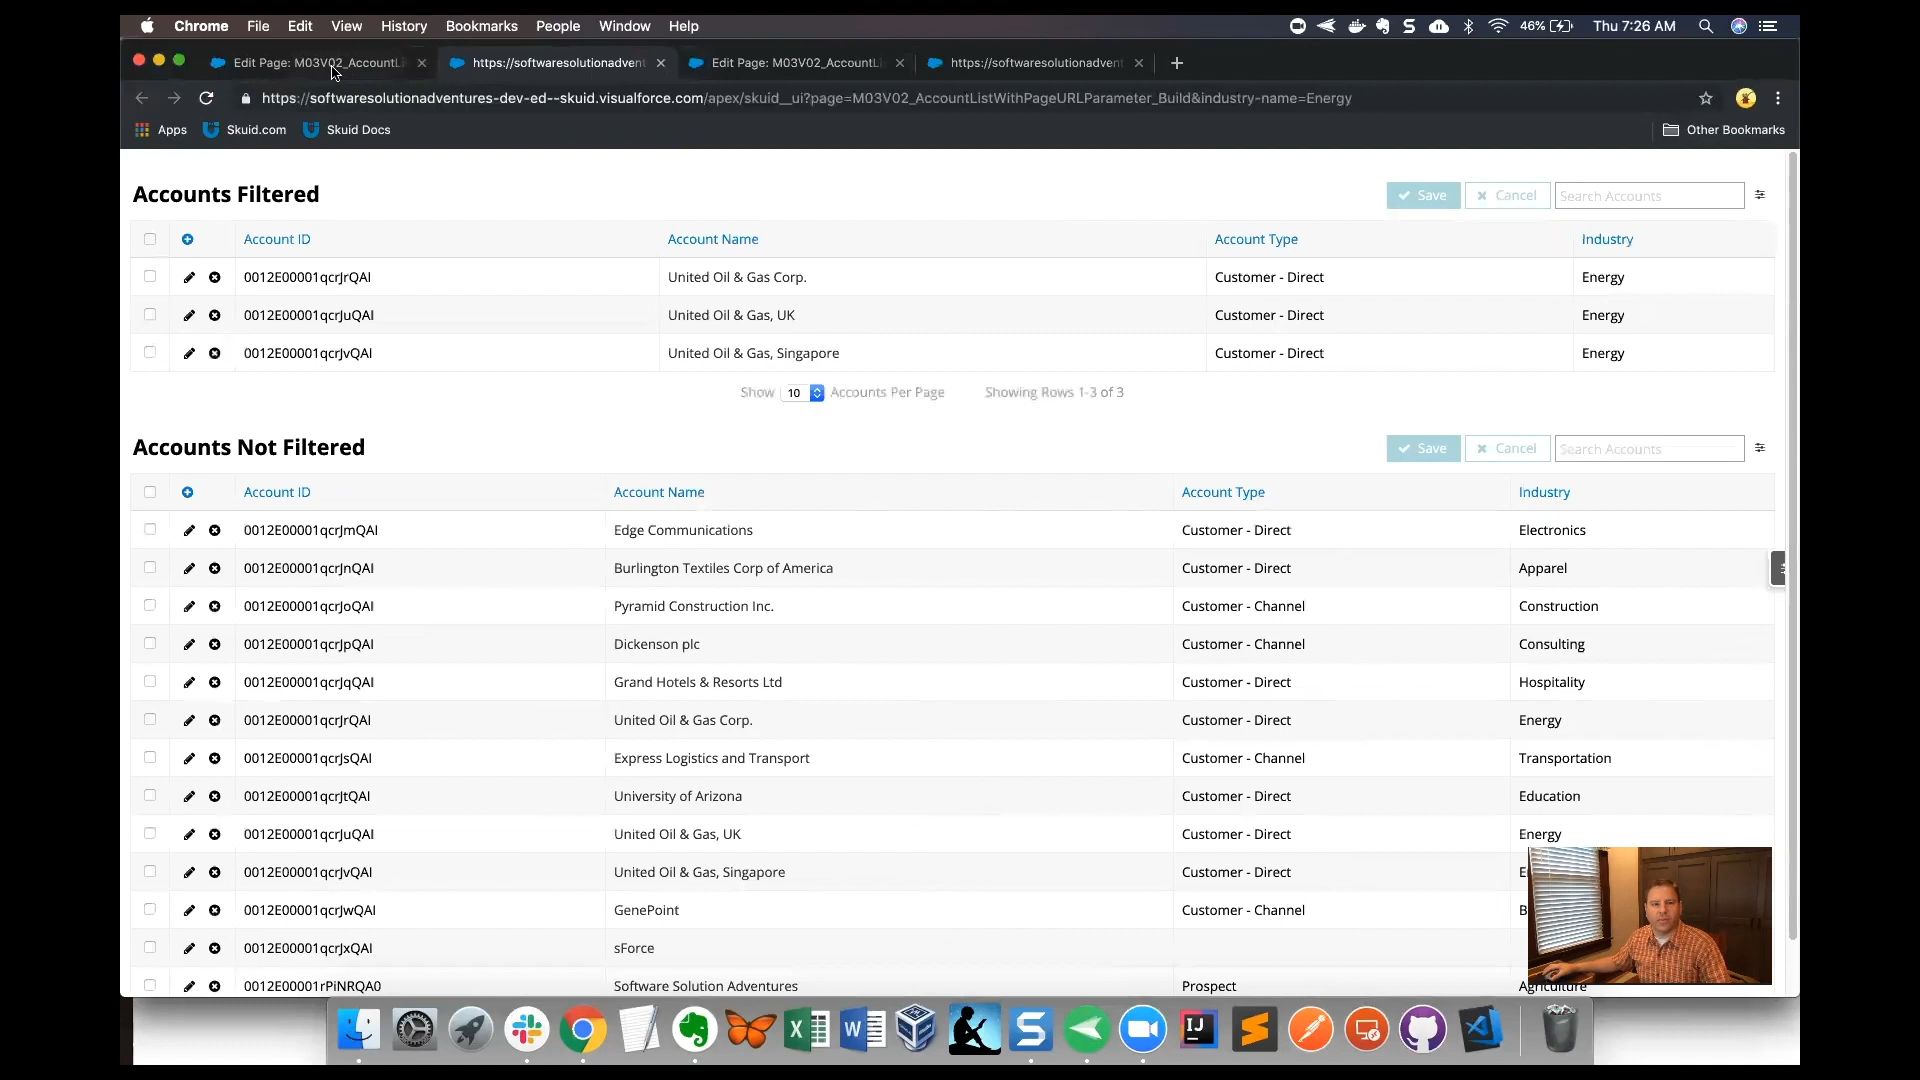 Chrome File Edit View History Bookmarks People Window Help 46% Thu 7:26 AM
Edit Page: M03V02_AccountLi https://softwaresolutionadvent Edit Page: M03V02_AccountLi https://softwaresolutionadvent
https://softwaresolutionadventures-dev-ed--skuid.visualforce.com/apex/skuid__ui?page=M03V02_AccountListWithPageURLParameter_Build&industry-name=Energy
Apps Skuid.com Skuid Docs Other Bookmarks
Accounts Filtered Save Cancel Search Accounts
Account ID Account Name Account Type Industry
0012E00001qcrJrQAI United Oil & Gas Corp. Customer - Direct Energy
0012E00001qcrJuQAI United Oil & Gas, UK Customer - Direct Energy
0012E00001qcrJvQAI United Oil & Gas, Singapore Customer - Direct Energy
Show 10 Accounts Per Page Showing Rows 1-3 of 3
Accounts Not Filtered Save Cancel Search Accounts
Account ID Account Name Account Type Industry
0012E00001qcrJmQAI Edge Communications Customer - Direct Electronics
0012E00001qcrJnQAI Burlington Textiles Corp of America Customer - Direct Apparel
0012E00001qcrJoQAI Pyramid Construction Inc. Customer - Channel Construction
0012E00001qcrJpQAI Dickenson plc Customer - Channel Consulting
0012E00001qcrJqQAI Grand Hotels & Resorts Ltd Customer - Direct Hospitality
0012E00001qcrJrQAI United Oil & Gas Corp. Customer - Direct Energy
0012E00001qcrJsQAI Express Logistics and Transport Customer - Channel Transportation
0012E00001qcrJtQAI University of Arizona Customer - Direct Education
0012E00001qcrJuQAI United Oil & Gas, UK Customer - Direct Energy
0012E00001qcrJvQAI United Oil & Gas, Singapore Customer - Direct E
0012E00001qcrJwQAI GenePoint Customer - Channel B
0012E00001qcrJxQAI sForce
0012E00001rPiNRQA0 Software Solution Adventures Prospect Agriculture